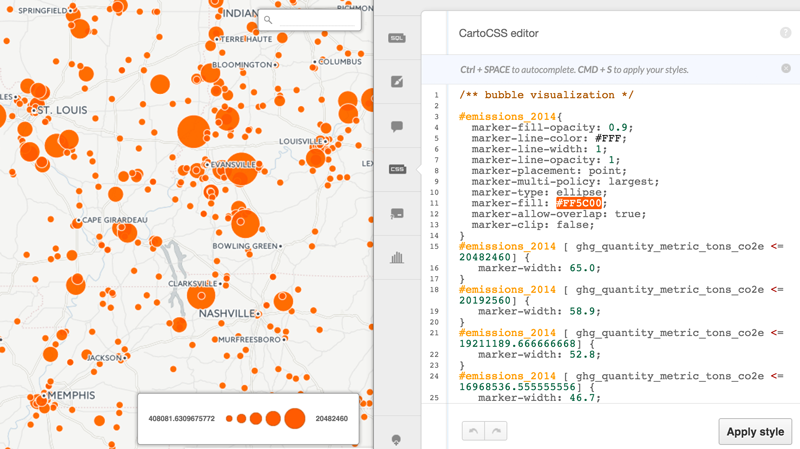 SPRINGFIELD
INDIAN
RICHMON
TERRE HAUTE
BLOOMINGTON
COLUMBUS
LES
ST. LOUIS
LOUISVILLE
EVANSVILLE
LEX
CAPE GIRARDEAU
BOWLING GREEN
CLARKSVILLE
NASHVILLE
MURFREESBORO
JACKSON
MEMPHIS
408081.6309675772
20482460
SQL
CSS
CartoCSS editor
?
Ctrl + SPACE to autocomplete. CMD + S to apply your styles.
1 /** bubble visualization */
2
3 #emissions_2014{
4 marker-fill-opacity: 0.9;
5 marker-line-color: #FFF;
6 marker-line-width: 1;
7 marker-line-opacity: 1;
8 marker-placement: point;
9 marker-multi-policy: largest;
10 marker-type: ellipse;
11 marker-fill: #FF5C00;
12 marker-allow-overlap: true;
13 marker-clip: false;
14 }
15 #emissions_2014 [ ghg_quantity_metric_tons_co2e <=
20482460] {
16 marker-width: 65.0;
17 }
18 #emissions_2014 [ ghg_quantity_metric_tons_co2e <=
20192560] {
19 marker-width: 58.9;
20 }
21 #emissions_2014 [ ghg_quantity_metric_tons_co2e <=
19211189.666666668] {
22 marker-width: 52.8;
23 }
24 #emissions_2014 [ ghg_quantity_metric_tons_co2e <=
16968536.555555556] {
25 marker-width: 46.7;
Apply style